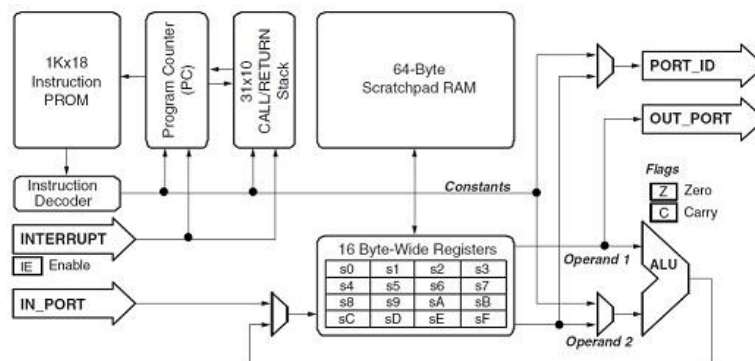 1Kx18
Instruction
PROM
Program Counter
(PC)
31x10
CALL/RETURN
Stack
64-Byte
Scratchpad RAM
PORT_ID
OUT_PORT
Instruction
Decoder
Constants
Flags
Z Zero
C Carry
INTERRUPT
IE Enable
IN_PORT
16 Byte-Wide Registers
s0 s1 s2 s3
s4 s5 s6 s7
s8 s9 sA sB
sC sD sE sF
Operand 1
ALU
Operand 2